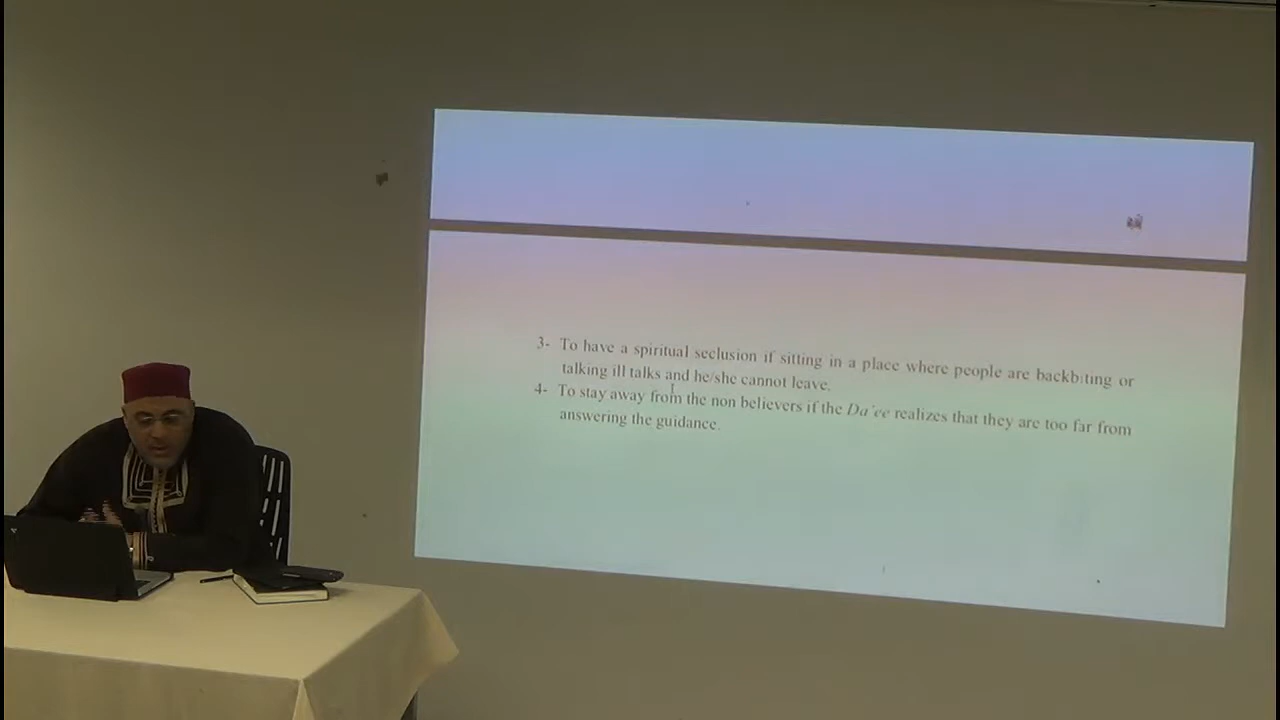 3- To have a spiritual seclusion if sitting in a place where people are backbiting or
talking ill talks and he/she cannot leave.
4- To stay away from the non believers if the Da'ee realizes that they are too far from
answering the guidance.